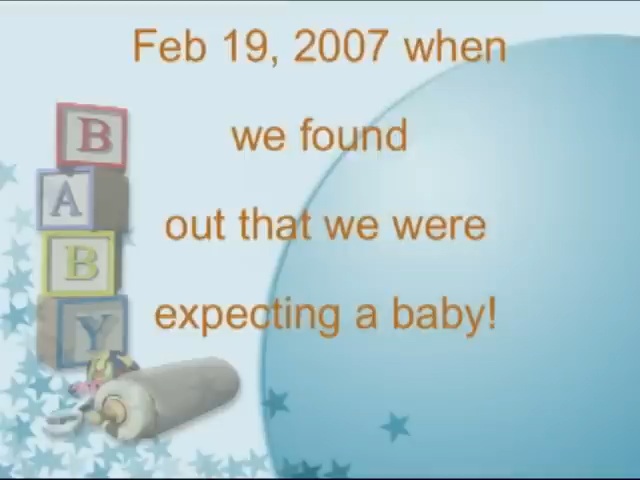 Feb 19, 2007 when
we found
out that we were
expecting a baby!
B
A
B
Y